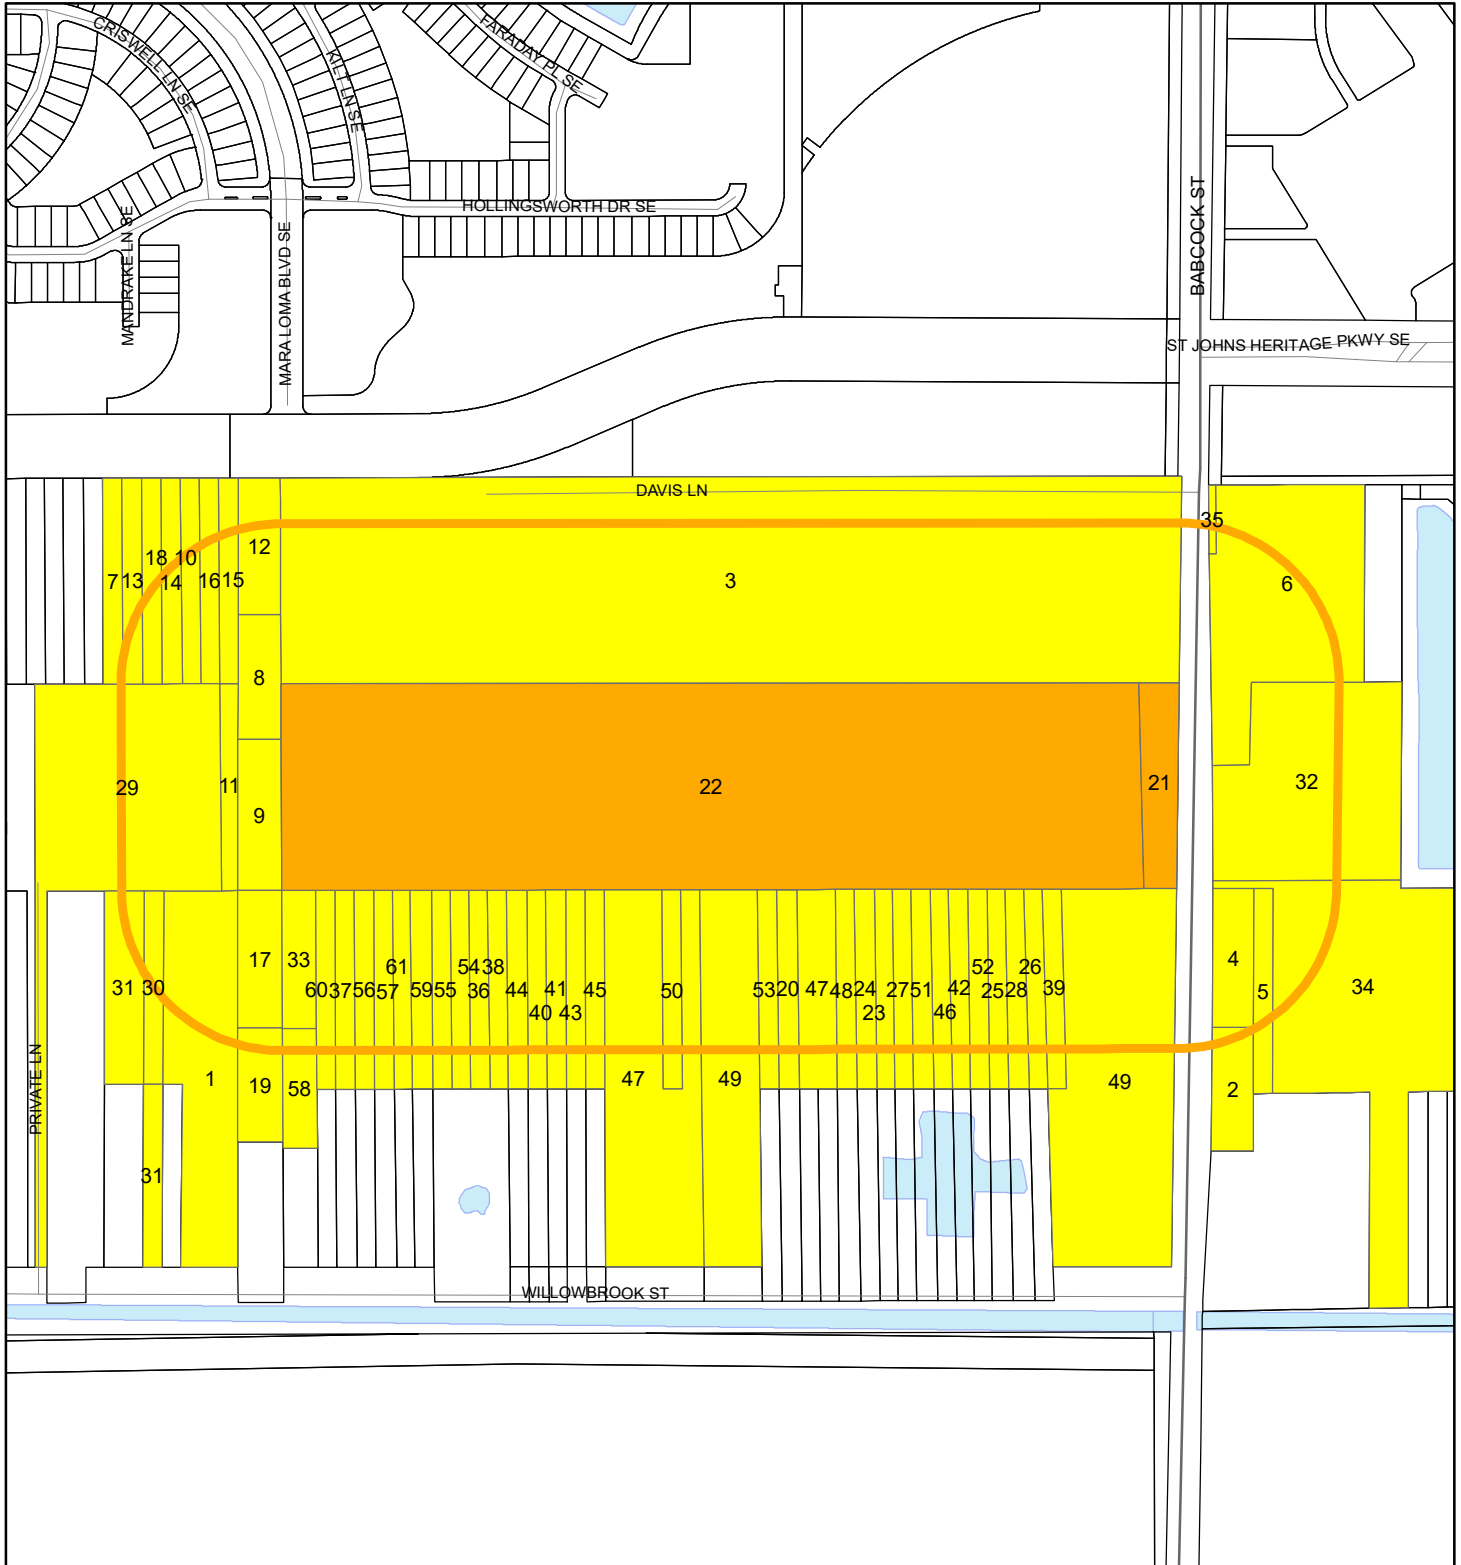 CRISWELL LN SE
KILT LN SE
FARADAY PL SE
HOLLINGSWORTH DR SE
MANDRAKE LN SE
MARA LOMA BLVD SE
BABCOCK ST
ST JOHNS HERITAGE PKWY SE
DAVIS LN
35
12
18 10
7 13 14 16 15
3
6
8
29
11
22
21
32
9
17
33
61
54 38
52
26
4
31 30
60 37 56 57 59 55 36 44 41 45
50
53 20 47 48 24 27 51 42 25 28 39
5
34
40 43
23
46
1
19
58
47
49
49
2
PRIVATE LN
31
WILLOWBROOK ST